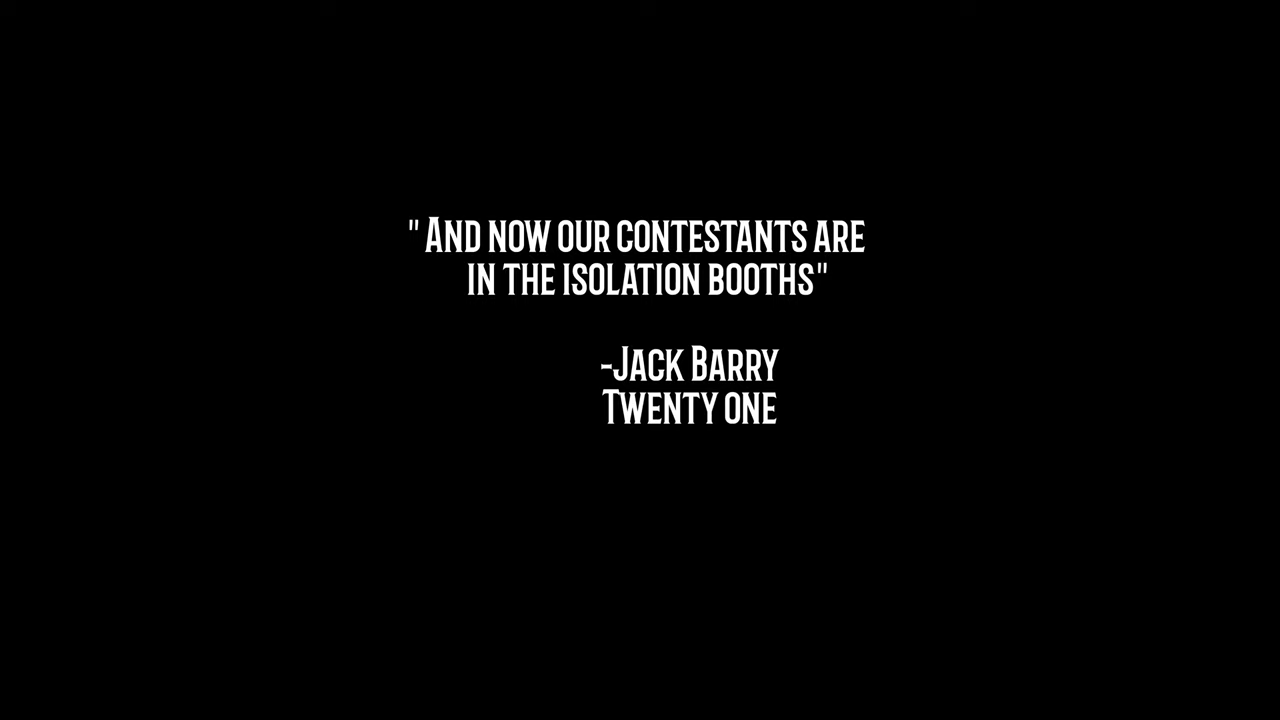 "And now our contestants are
in the isolation booths"
-Jack Barry
Twenty one